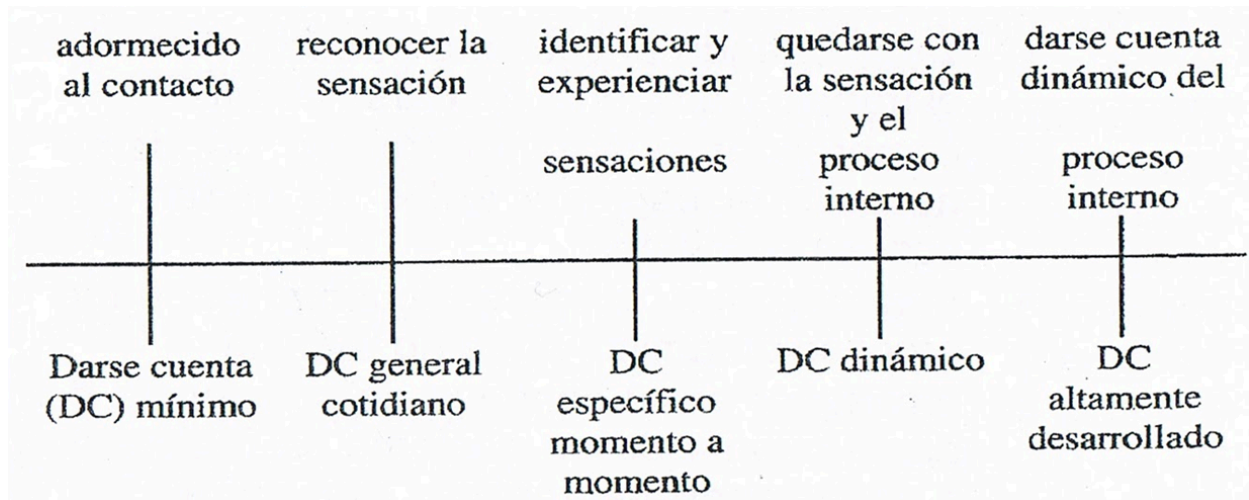 adormecido
al contacto
reconocer la
sensación
identificar y
experienciar
sensaciones
quedarse con
la sensación
y el
proceso
interno
darse cuenta
dinámico del
proceso
interno
Darse cuenta
(DC) mínimo
DC general
cotidiano
DC
específico
momento a
momento
DC dinámico
DC
altamente
desarrollado